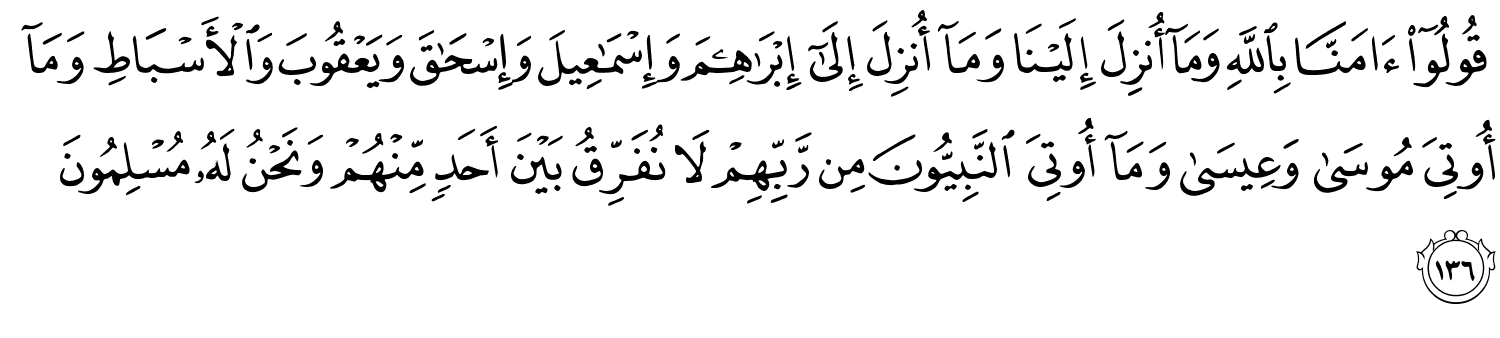 قُولُوٓا۟ ءَامَنَّا بِٱللَّهِ وَمَآ أُنزِلَ إِلَيْنَا وَمَآ أُنزِلَ إِلَىٰٓ إِبْرَٰهِـۧمَ وَإِسْمَـٰعِيلَ وَإِسْحَـٰقَ وَيَعْقُوبَ وَٱلْأَسْبَاطِ وَمَآ
أُوتِىَ مُوسَىٰ وَعِيسَىٰ وَمَآ أُوتِىَ ٱلنَّبِيُّونَ مِن رَّبِّهِمْ لَا نُفَرِّقُ بَيْنَ أَحَدٍ مِّنْهُمْ وَنَحْنُ لَهُۥ مُسْلِمُونَ
١٣٦